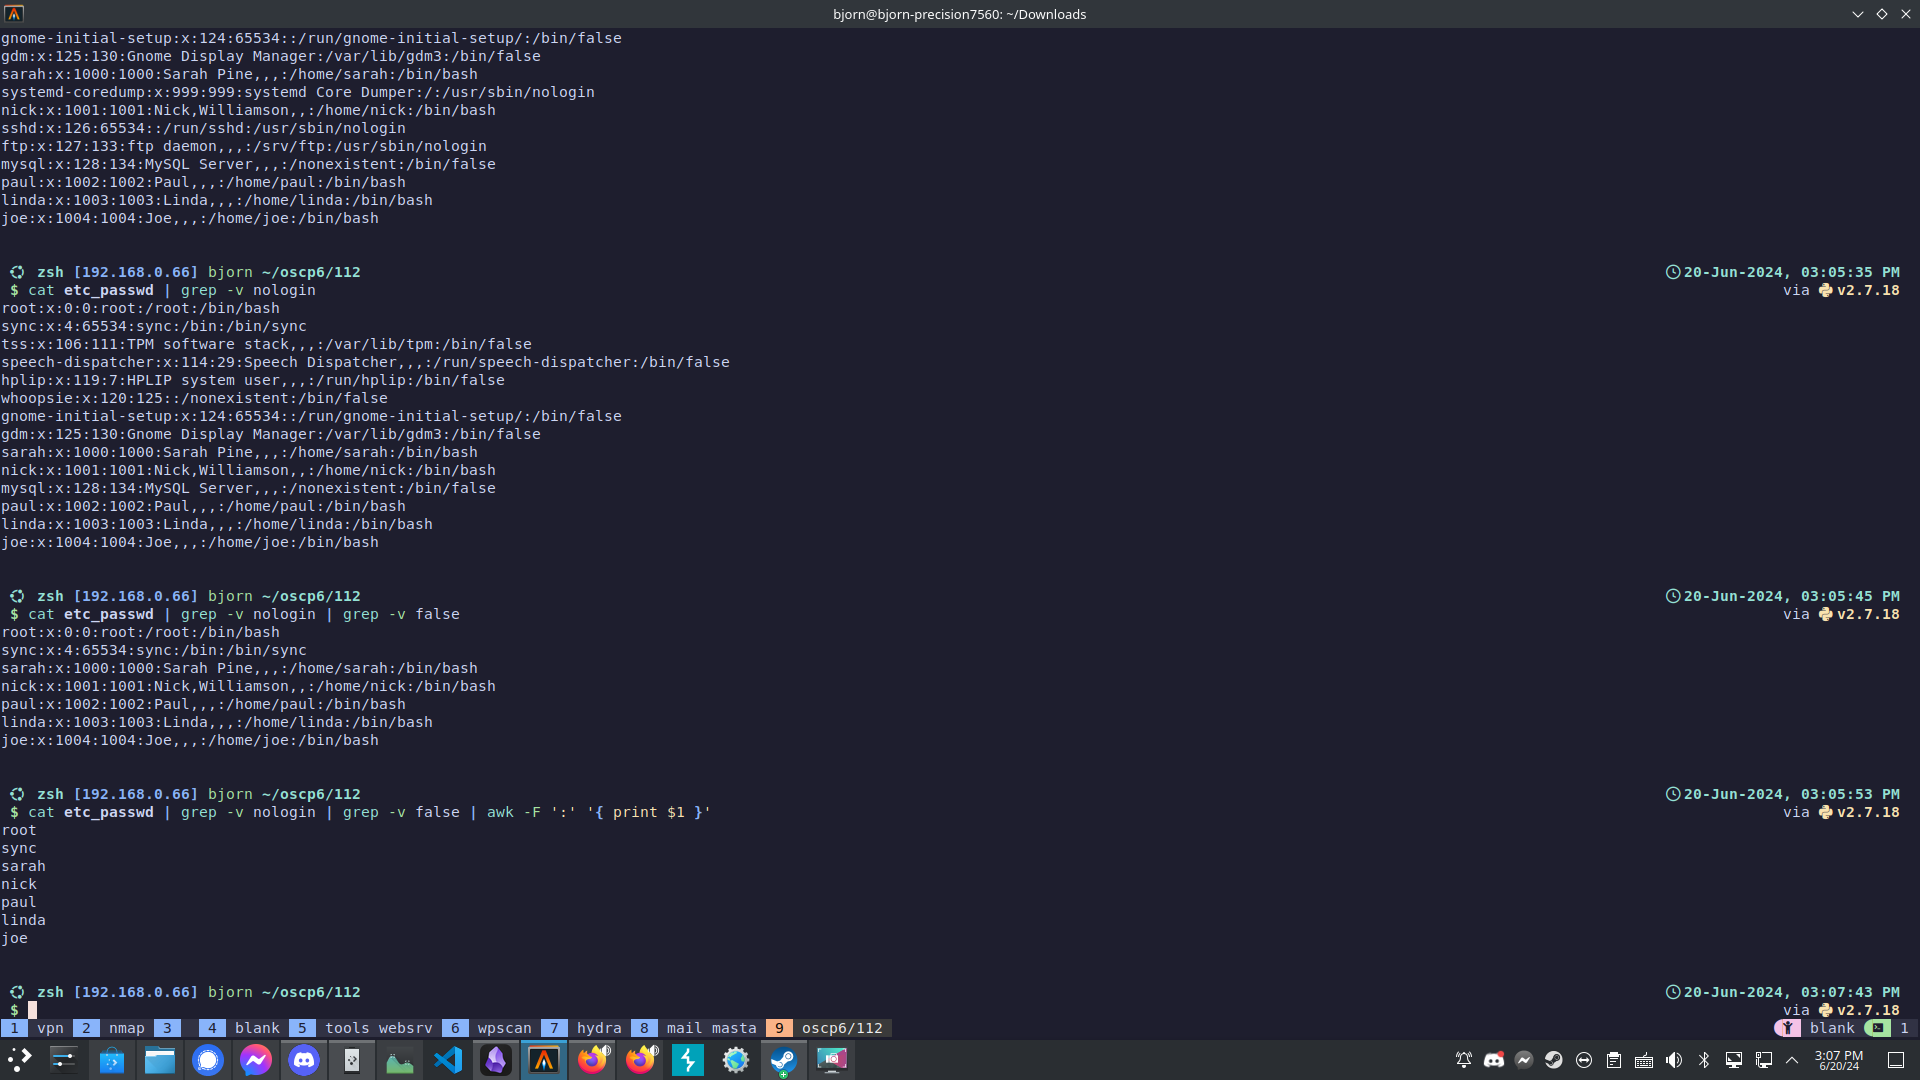 bjorn@bjorn-precision7560: ~/Downloads
gnome-initial-setup:x:124:65534::/run/gnome-initial-setup/:/bin/false
gdm:x:125:130:Gnome Display Manager:/var/lib/gdm3:/bin/false
sarah:x:1000:1000:Sarah Pine,,,:/home/sarah:/bin/bash
systemd-coredump:x:999:999:systemd Core Dumper:/:/usr/sbin/nologin
nick:x:1001:1001:Nick,Williamson,,:/home/nick:/bin/bash
sshd:x:126:65534::/run/sshd:/usr/sbin/nologin
ftp:x:127:133:ftp daemon,,,:/srv/ftp:/usr/sbin/nologin
mysql:x:128:134:MySQL Server,,,:/nonexistent:/bin/false
paul:x:1002:1002:Paul,,,:/home/paul:/bin/bash
linda:x:1003:1003:Linda,,,:/home/linda:/bin/bash
joe:x:1004:1004:Joe,,,:/home/joe:/bin/bash
zsh [192.168.0.66] bjorn ~/oscp6/112 20-Jun-2024, 03:05:35 PM
$ cat etc_passwd | grep -v nologin via v2.7.18
root:x:0:0:root:/root:/bin/bash
sync:x:4:65534:sync:/bin:/bin/sync
tss:x:106:111:TPM software stack,,,:/var/lib/tpm:/bin/false
speech-dispatcher:x:114:29:Speech Dispatcher,,,:/run/speech-dispatcher:/bin/false
hplip:x:119:7:HPLIP system user,,,:/run/hplip:/bin/false
whoopsie:x:120:125::/nonexistent:/bin/false
gnome-initial-setup:x:124:65534::/run/gnome-initial-setup/:/bin/false
gdm:x:125:130:Gnome Display Manager:/var/lib/gdm3:/bin/false
sarah:x:1000:1000:Sarah Pine,,,:/home/sarah:/bin/bash
nick:x:1001:1001:Nick,Williamson,,:/home/nick:/bin/bash
mysql:x:128:134:MySQL Server,,,:/nonexistent:/bin/false
paul:x:1002:1002:Paul,,,:/home/paul:/bin/bash
linda:x:1003:1003:Linda,,,:/home/linda:/bin/bash
joe:x:1004:1004:Joe,,,:/home/joe:/bin/bash
zsh [192.168.0.66] bjorn ~/oscp6/112 20-Jun-2024, 03:05:45 PM
$ cat etc_passwd | grep -v nologin | grep -v false via v2.7.18
root:x:0:0:root:/root:/bin/bash
sync:x:4:65534:sync:/bin:/bin/sync
sarah:x:1000:1000:Sarah Pine,,,:/home/sarah:/bin/bash
nick:x:1001:1001:Nick,Williamson,,:/home/nick:/bin/bash
paul:x:1002:1002:Paul,,,:/home/paul:/bin/bash
linda:x:1003:1003:Linda,,,:/home/linda:/bin/bash
joe:x:1004:1004:Joe,,,:/home/joe:/bin/bash
zsh [192.168.0.66] bjorn ~/oscp6/112 20-Jun-2024, 03:05:53 PM
$ cat etc_passwd | grep -v nologin | grep -v false | awk -F ':' '{ print $1 }' via v2.7.18
root
sync
sarah
nick
paul
linda
joe
zsh [192.168.0.66] bjorn ~/oscp6/112 20-Jun-2024, 03:07:43 PM
$ via v2.7.18
1 vpn 2 nmap 3 4 blank 5 tools websrv 6 wpscan 7 hydra 8 mail masta 9 oscp6/112 blank 1
3:07 PM
6/20/24